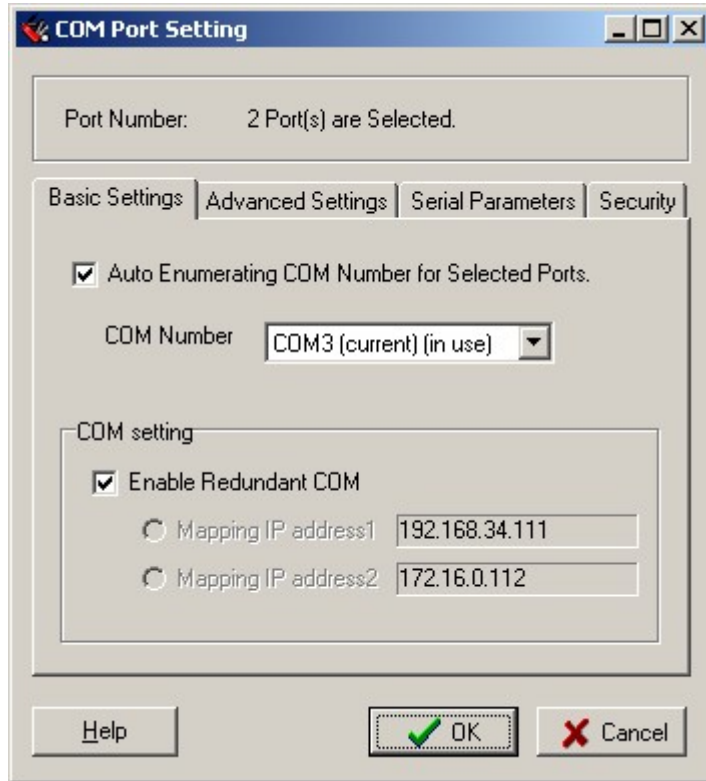 COM Port Setting
Port Number: 2 Port(s) are Selected.
Basic Settings Advanced Settings Serial Parameters Security
Auto Enumerating COM Number for Selected Ports.
COM Number COM3 (current) (in use)
COM setting
Enable Redundant COM
Mapping IP address1 192.168.34.111
Mapping IP address2 172.16.0.112
Help OK Cancel